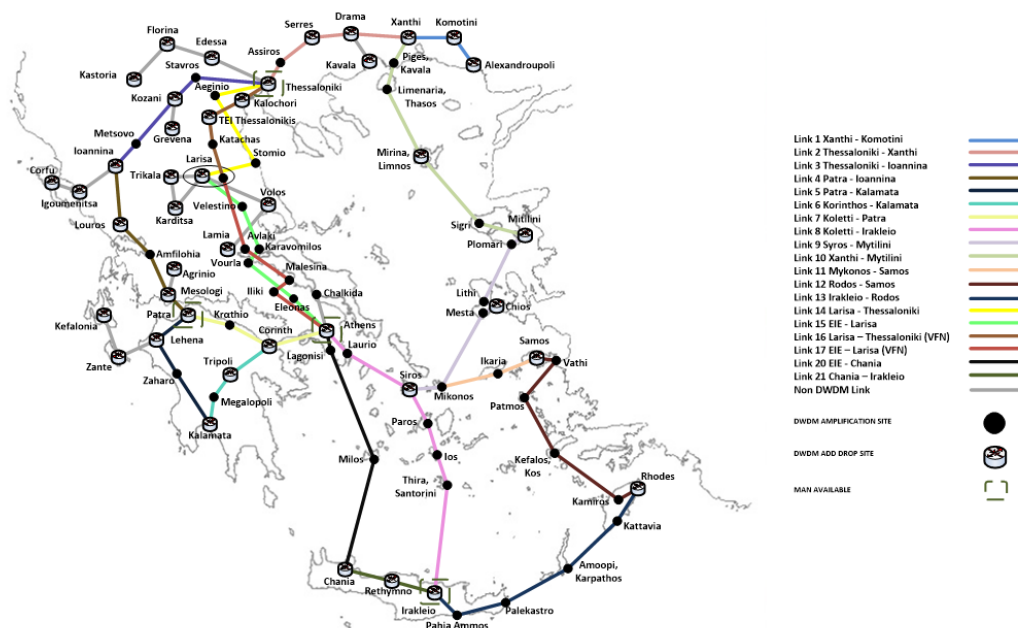 Drama
Xanthi
Komotini
Serres
Florina
Edessa
Assiros
Piges,
Kavala
Stavros
Kavala
Alexandroupoli
Kastoria
Aeginio
Thessaloniki
Limenaria,
Thasos
Kozani
Kalochori
TEI Thessalonikis
Grevena
Metsovo
Katachas
Mirina,
Limnos
Ioannina
Larisa
Stomio
Corfu
Trikala
Igoumenitsa
Volos
Karditsa
Velestino
Sigri
Mitilini
Louros
Lamia
Avlaki
Karavomilos
Plomari
Amfilohia
Vourla
Malesina
Agrinio
Iliki
Chalkida
Lithi
Mesologi
Eleonas
Chios
Kefalonia
Patra
Krαthio
Mesta
Corinth
Athens
Lehena
Lagonisi
Laurio
Samos
Zante
Tripoli
Ikaria
Vathi
Zaharo
Siros
Mikonos
Megalopoli
Patmos
Paros
Kalamata
Milos
Ios
Kefalos,
Kos
Thira,
Santorini
Rhodes
Kamiros
Kattavia
Chania
Amoopi,
Karpathos
Rethymno
Irakleio
Palekastro
Pahia Ammos
Link 1 Xanthi - Komotini
Link 2 Thessaloniki - Xanthi
Link 3 Thessaloniki - Ioannina
Link 4 Patra - Ioannina
Link 5 Patra - Kalamata
Link 6 Korinthos - Kalamata
Link 7 Koletti - Patra
Link 8 Koletti - Irakleio
Link 9 Syros - Mytilini
Link 10 Xanthi - Mytilini
Link 11 Mykonos - Samos
Link 12 Rodos - Samos
Link 13 Irakleio - Rodos
Link 14 Larisa - Thessaloniki
Link 15 EIE - Larisa
Link 16 Larisa – Thessaloniki (VFN)
Link 17 EIE – Larisa (VFN)
Link 20 EIE - Chania
Link 21 Chania – Irakleio
Non DWDM Link
DWDM AMPLIFICATION SITE
DWDM ADD DROP SITE
MAN AVAILABLE